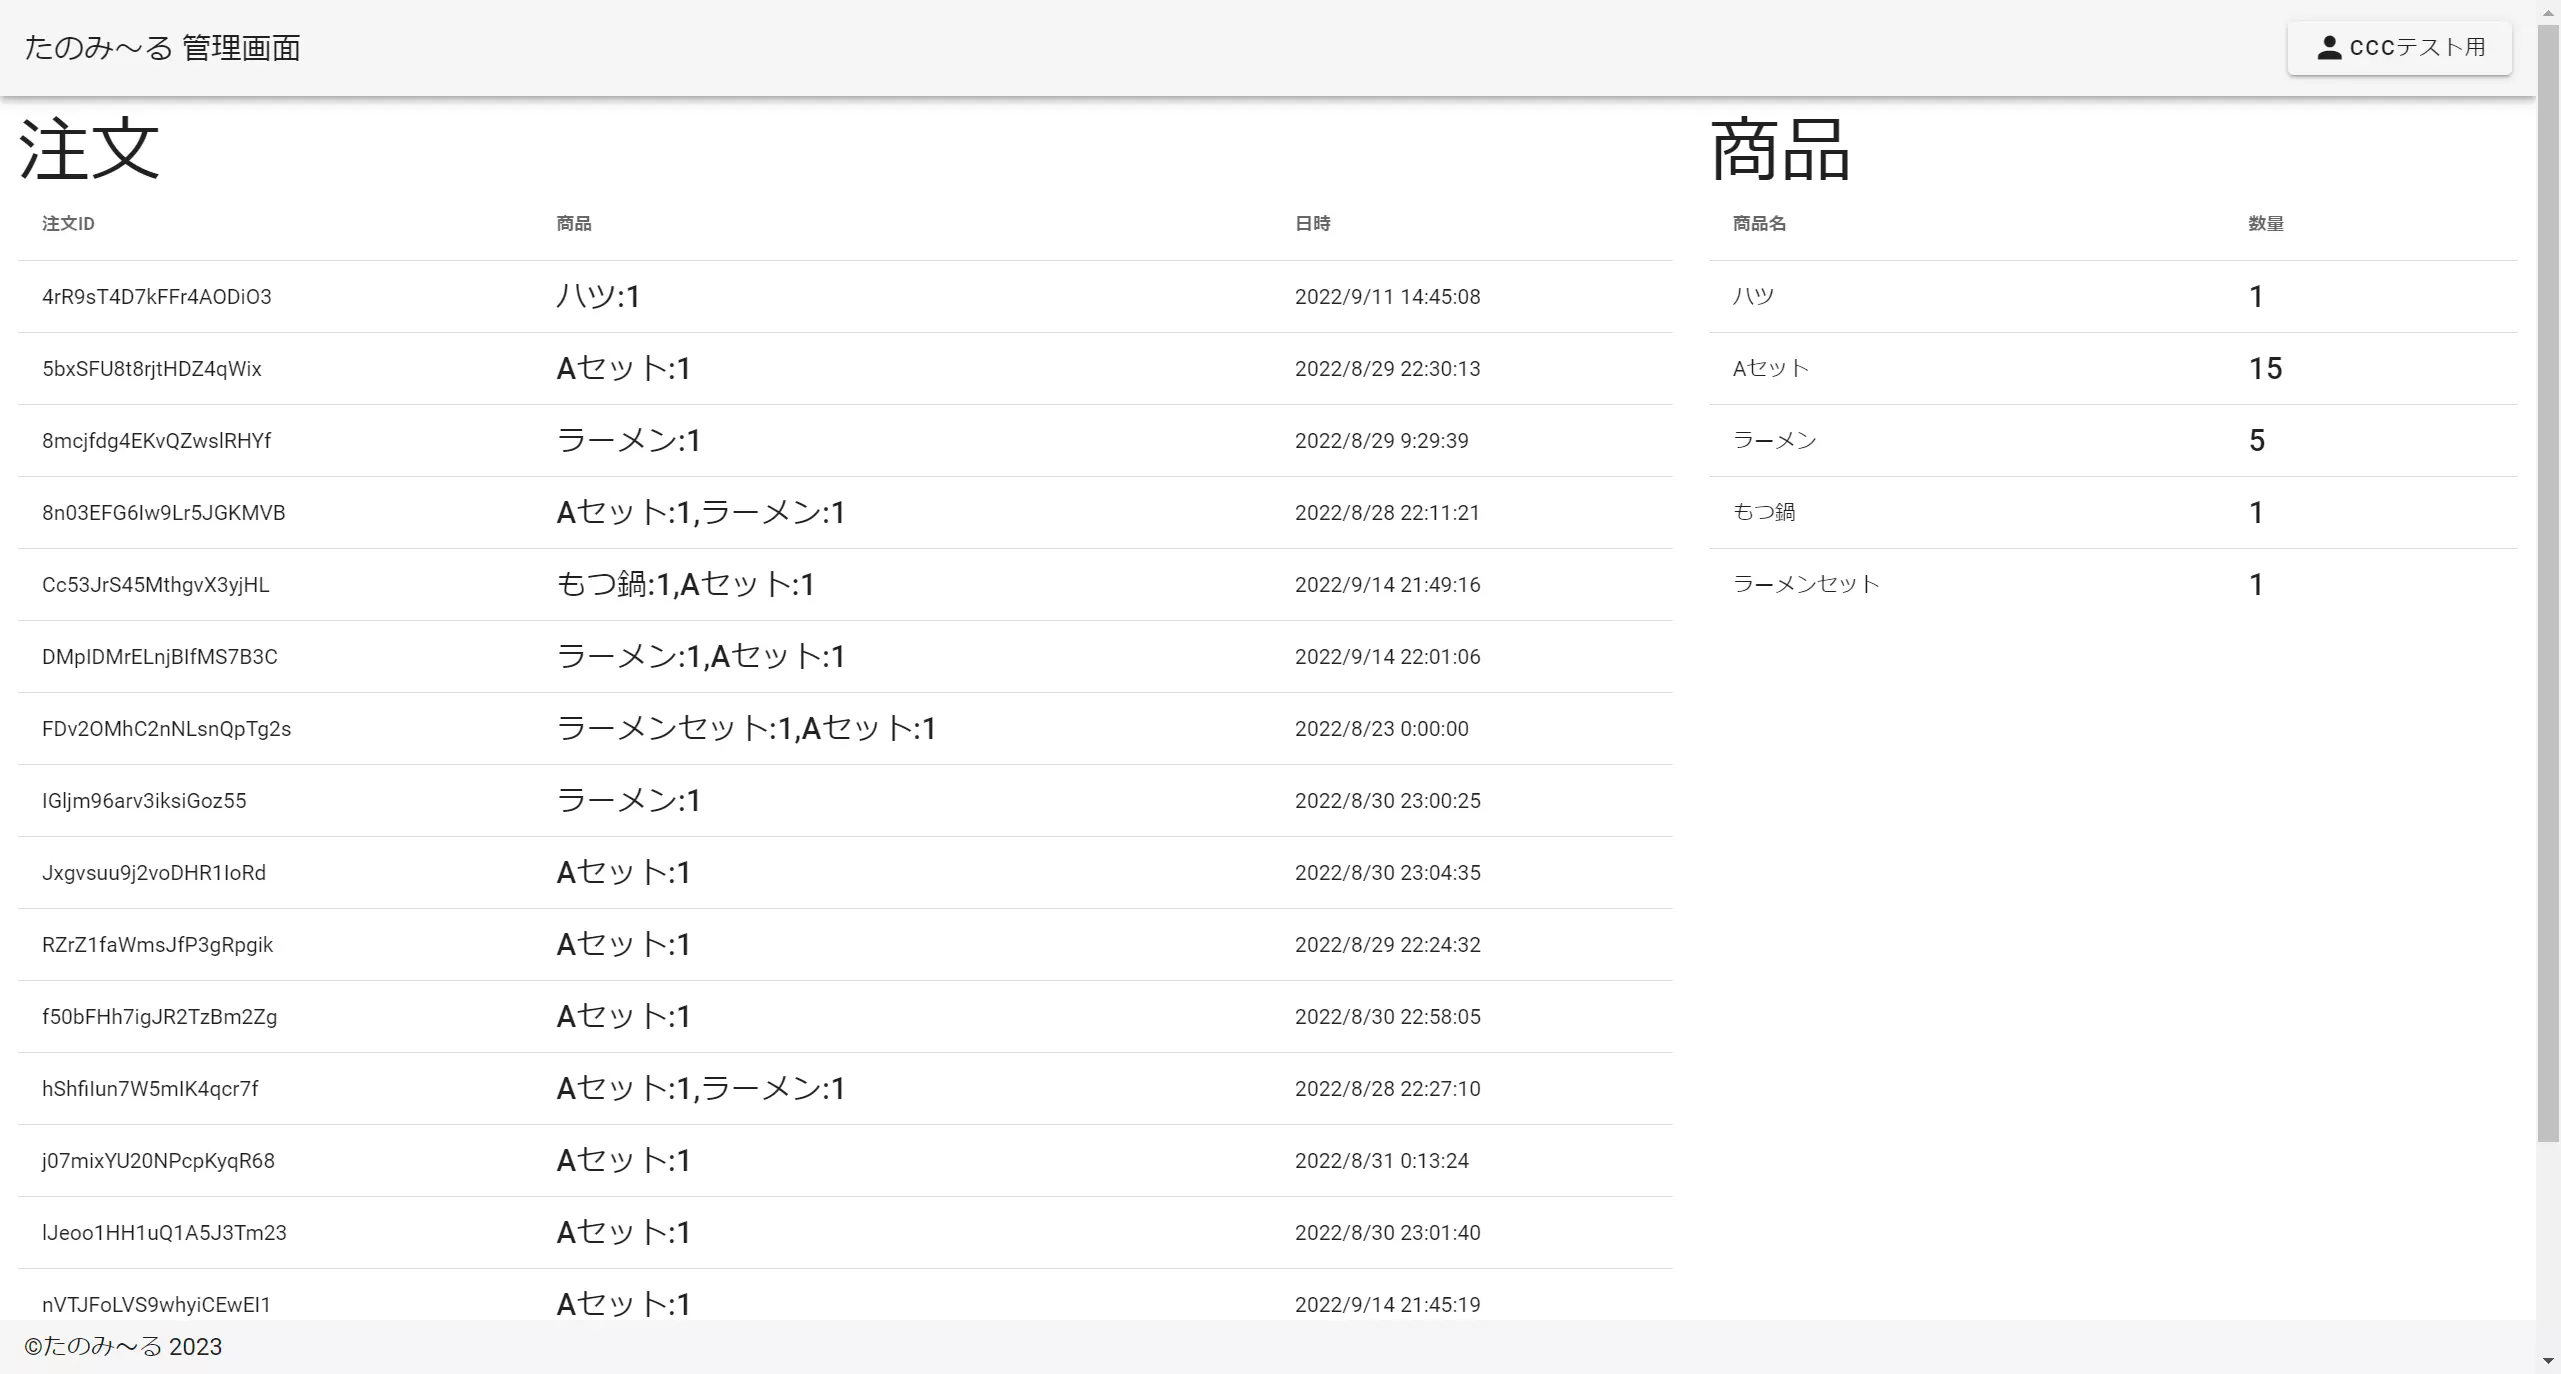 たのみ～る 管理画面
CCCテスト用
注文
注文ID 商品 日時
4rR9sT4D7kFFr4AODiO3 ハツ:1 2022/9/11 14:45:08
5bxSFU8t8rjtHDZ4qWix Aセット:1 2022/8/29 22:30:13
8mcjfdg4EKvQZwslRHYf ラーメン:1 2022/8/29 9:29:39
8n03EFG6Iw9Lr5JGKMVB Aセット:1,ラーメン:1 2022/8/28 22:11:21
Cc53JrS45MthgvX3yjHL もつ鍋:1,Aセット:1 2022/9/14 21:49:16
DMpIDMrELnjBIfMS7B3C ラーメン:1,Aセット:1 2022/9/14 22:01:06
FDv2OMhC2nNLsnQpTg2s ラーメンセット:1,Aセット:1 2022/8/23 0:00:00
IGljm96arv3iksiGoz55 ラーメン:1 2022/8/30 23:00:25
Jxgvsuu9j2voDHR1IoRd Aセット:1 2022/8/30 23:04:35
RZrZ1faWmsJfP3gRpgik Aセット:1 2022/8/29 22:24:32
f50bFHh7igJR2TzBm2Zg Aセット:1 2022/8/30 22:58:05
hShfiIun7W5mIK4qcr7f Aセット:1,ラーメン:1 2022/8/28 22:27:10
j07mixYU20NPcpKyqR68 Aセット:1 2022/8/31 0:13:24
lJeoo1HH1uQ1A5J3Tm23 Aセット:1 2022/8/30 23:01:40
nVTJFoLVS9whyiCEwEI1 Aセット:1 2022/9/14 21:45:19
商品
商品名 数量
ハツ 1
Aセット 15
ラーメン 5
もつ鍋 1
ラーメンセット 1
©たのみ～る 2023